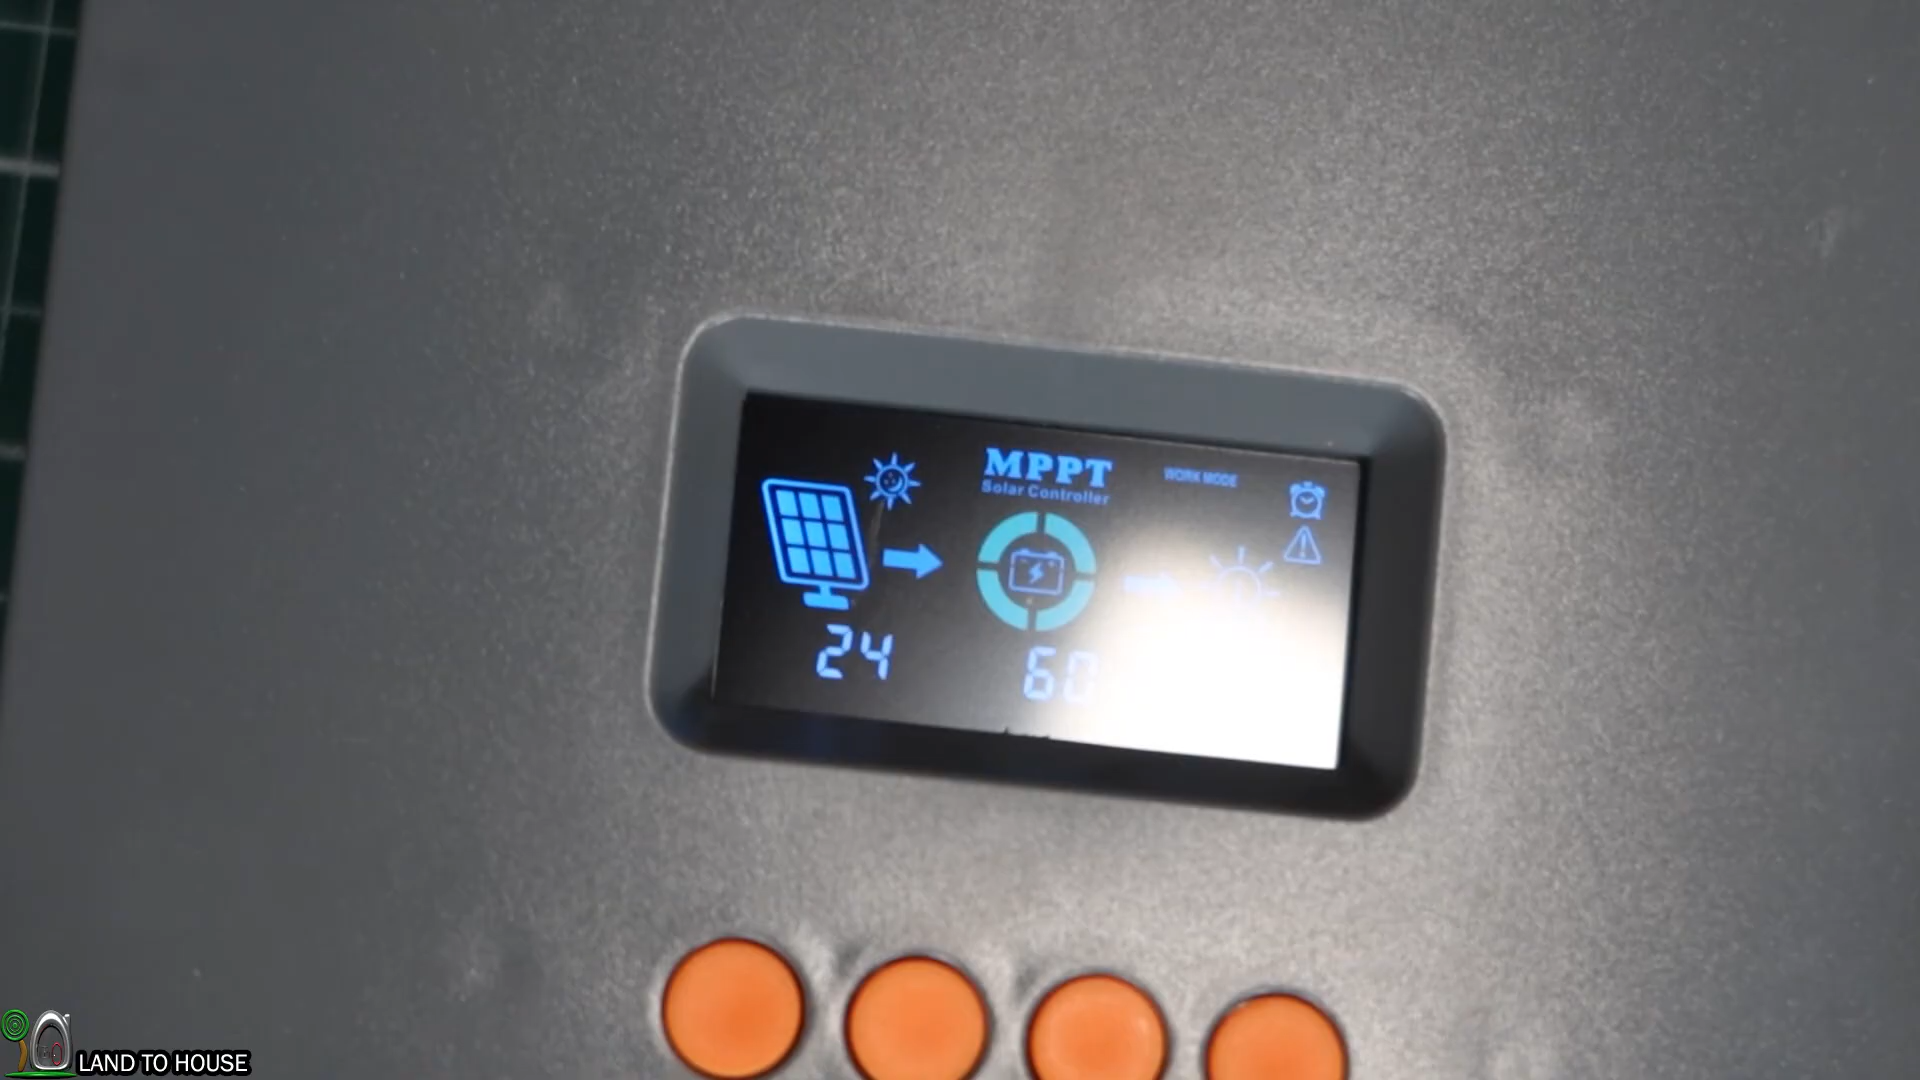 MPPT
Solar Controller
WORK MODE
24
60
LAND TO HOUSE